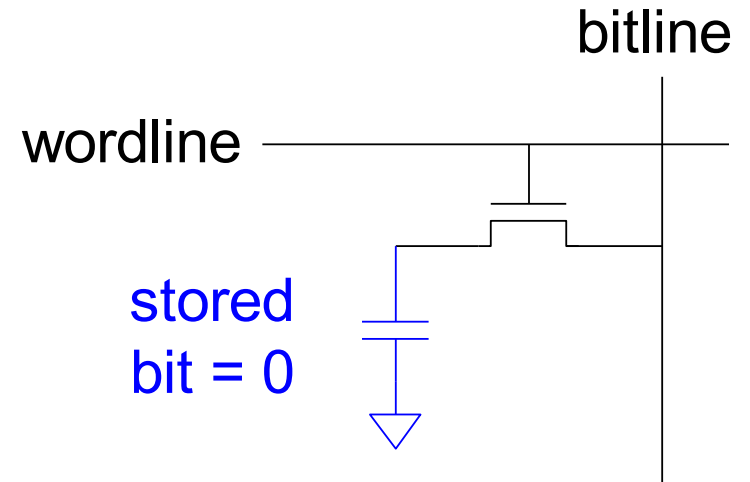 bitline
wordline
stored
bit = 0